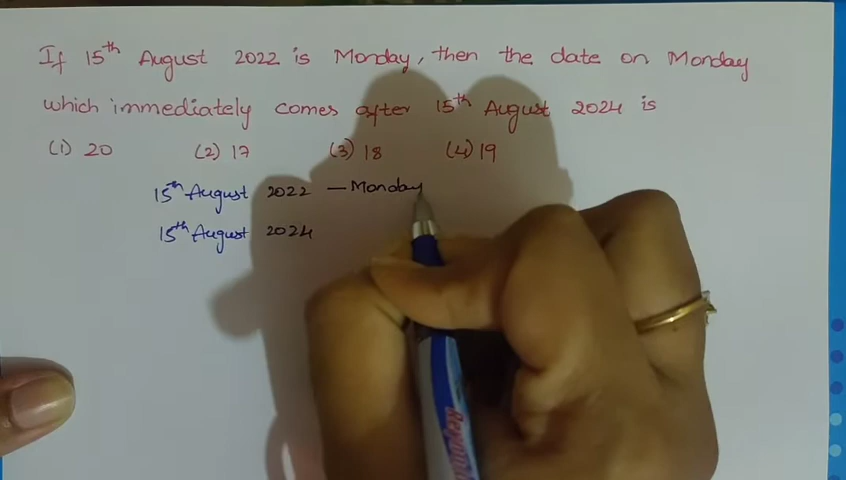 If 15th August 2022 is Monday, then the date on Monday
which immediately comes after 15th August 2024 is
(1) 20 (2) 17 (3) 18 (4) 19
15th August 2022 — Monday
15th August 2024